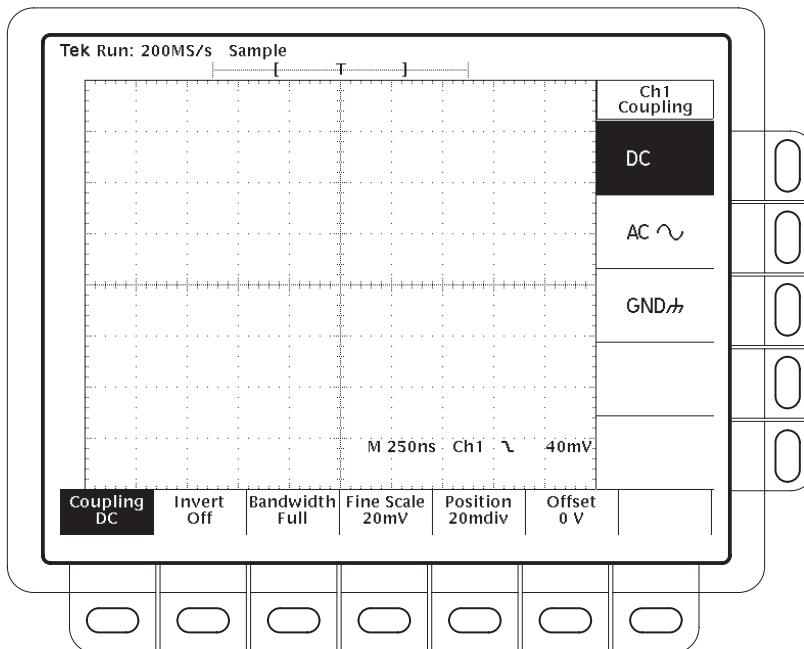 Tek Run: 200MS/s Sample
[ T ]
Ch1
Coupling
DC
AC
GND
M 250ns Ch1 40mV
Coupling
DC
Invert
Off
Bandwidth
Full
Fine Scale
20mV
Position
20mdiv
Offset
0 V